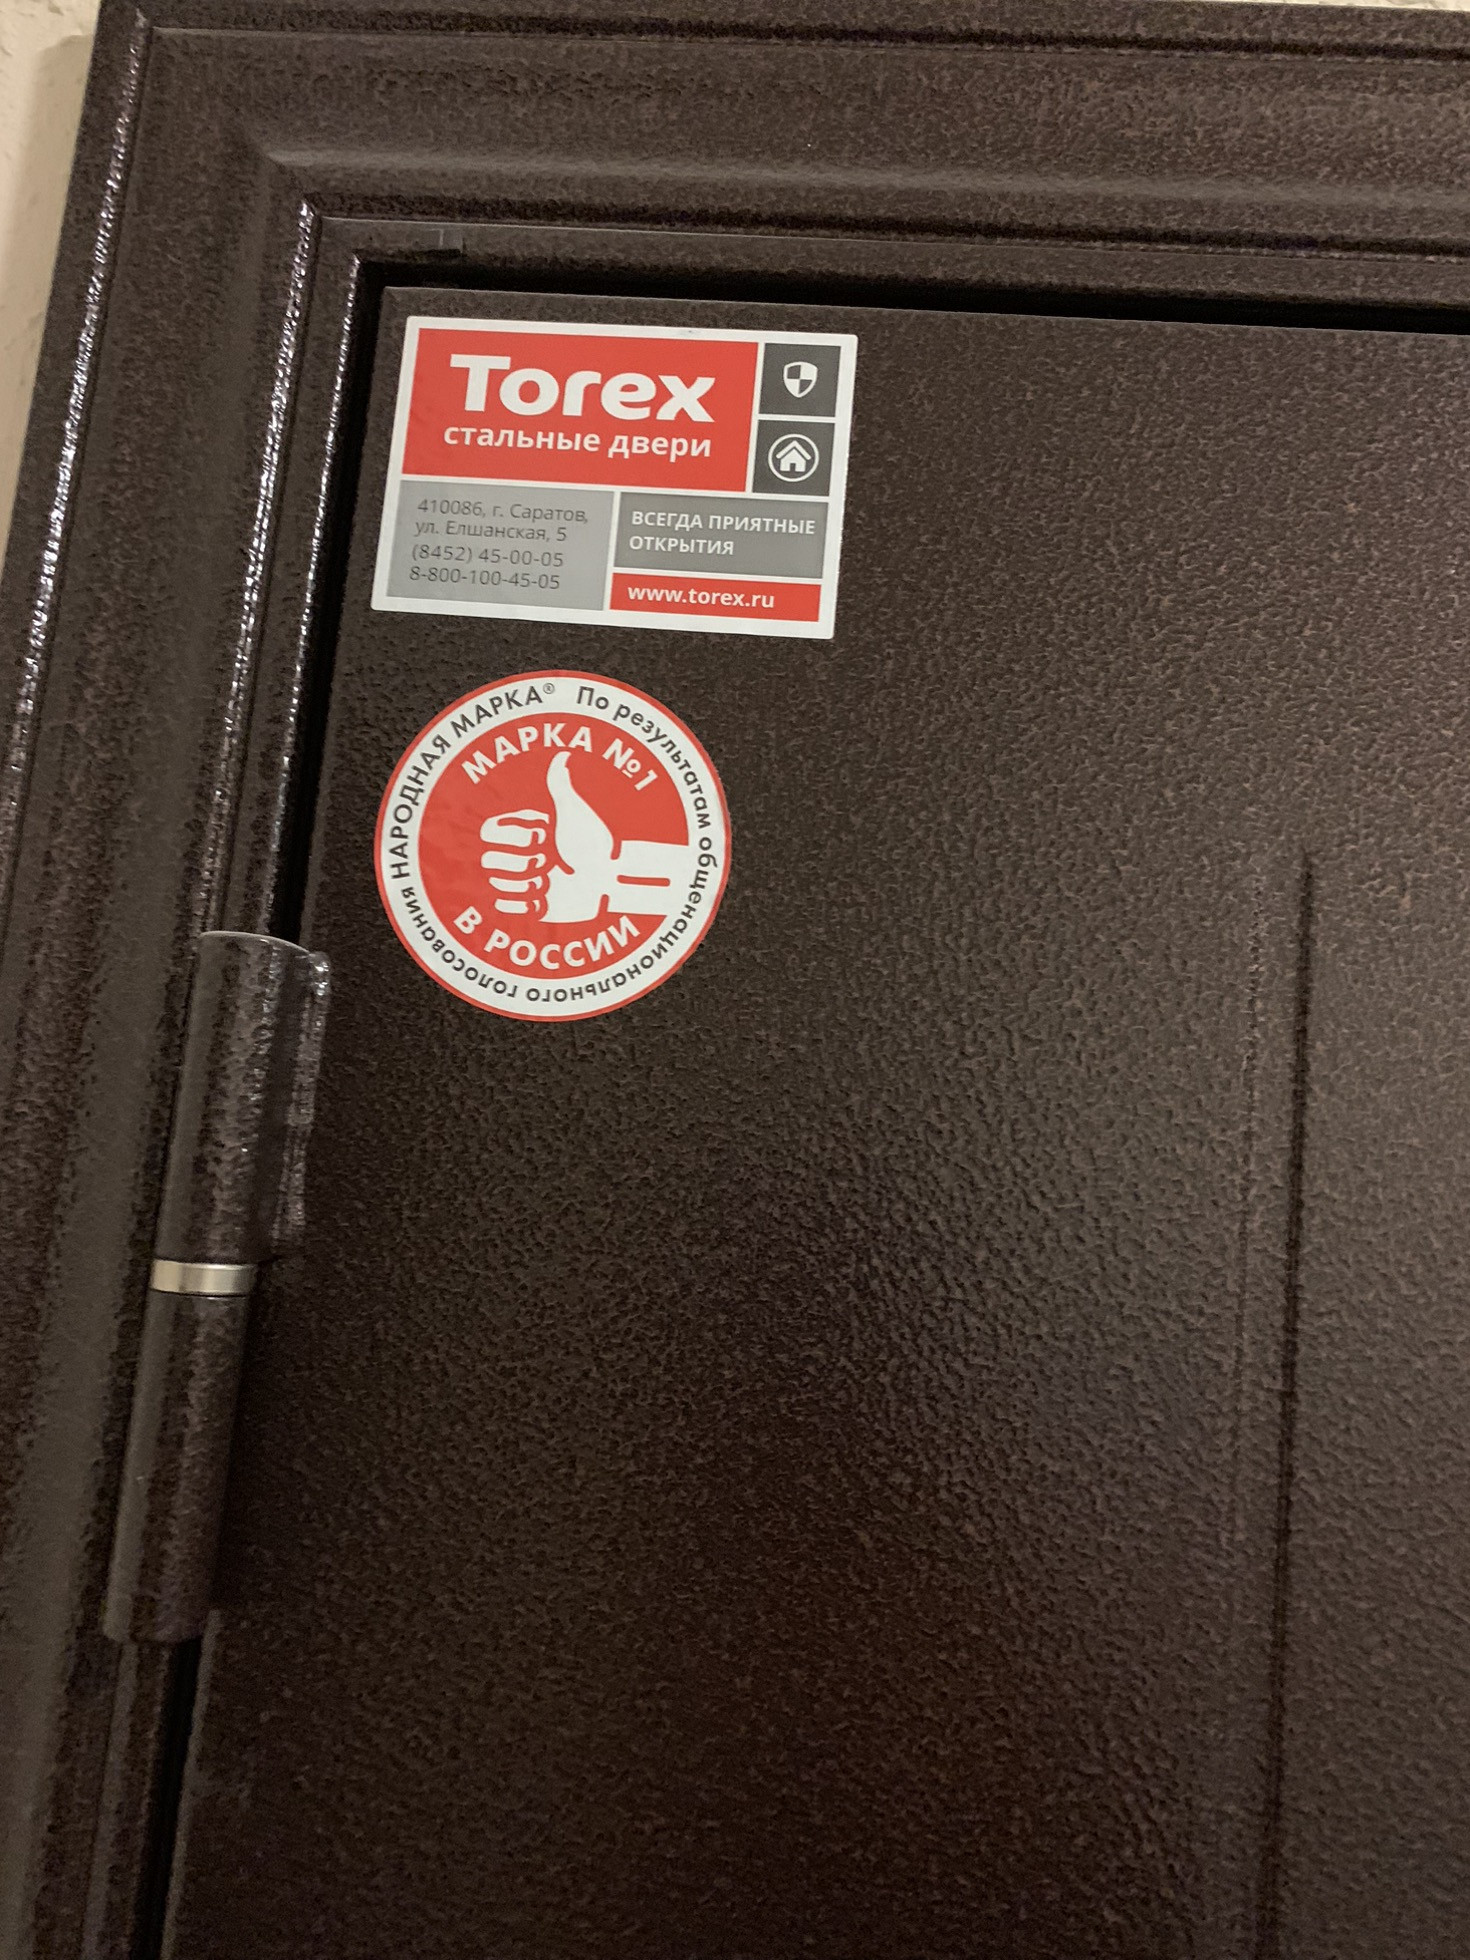 Torex
стальные двери
410086, г. Саратов,
ул. Елшанская, 5
(8452) 45-00-05
8-800-100-45-05
ВСЕГДА ПРИЯТНЫЕ
ОТКРЫТИЯ
www.torex.ru
НАРОДНАЯ МАРКА® По результатам общенационального голосования
МАРКА №1
В РОССИИ